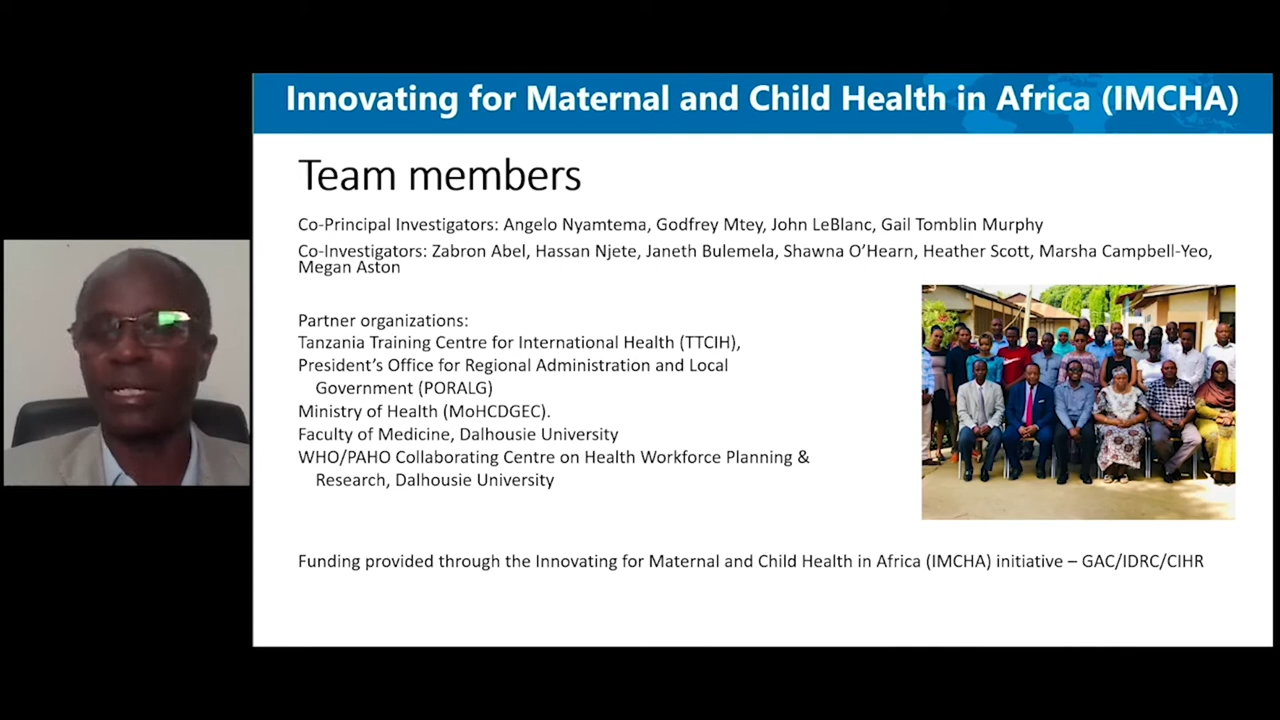 Innovating for Maternal and Child Health in Africa (IMCHA)
Team members
Co-Principal Investigators: Angelo Nyamtema, Godfrey Mtey, John LeBlanc, Gail Tomblin Murphy
Co-Investigators: Zabron Abel, Hassan Njete, Janeth Bulemela, Shawna O’Hearn, Heather Scott, Marsha Campbell-Yeo,
Megan Aston
Partner organizations:
Tanzania Training Centre for International Health (TTCIH),
President’s Office for Regional Administration and Local
Government (PORALG)
Ministry of Health (MoHCDGEC).
Faculty of Medicine, Dalhousie University
WHO/PAHO Collaborating Centre on Health Workforce Planning &
Research, Dalhousie University
Funding provided through the Innovating for Maternal and Child Health in Africa (IMCHA) initiative – GAC/IDRC/CIHR